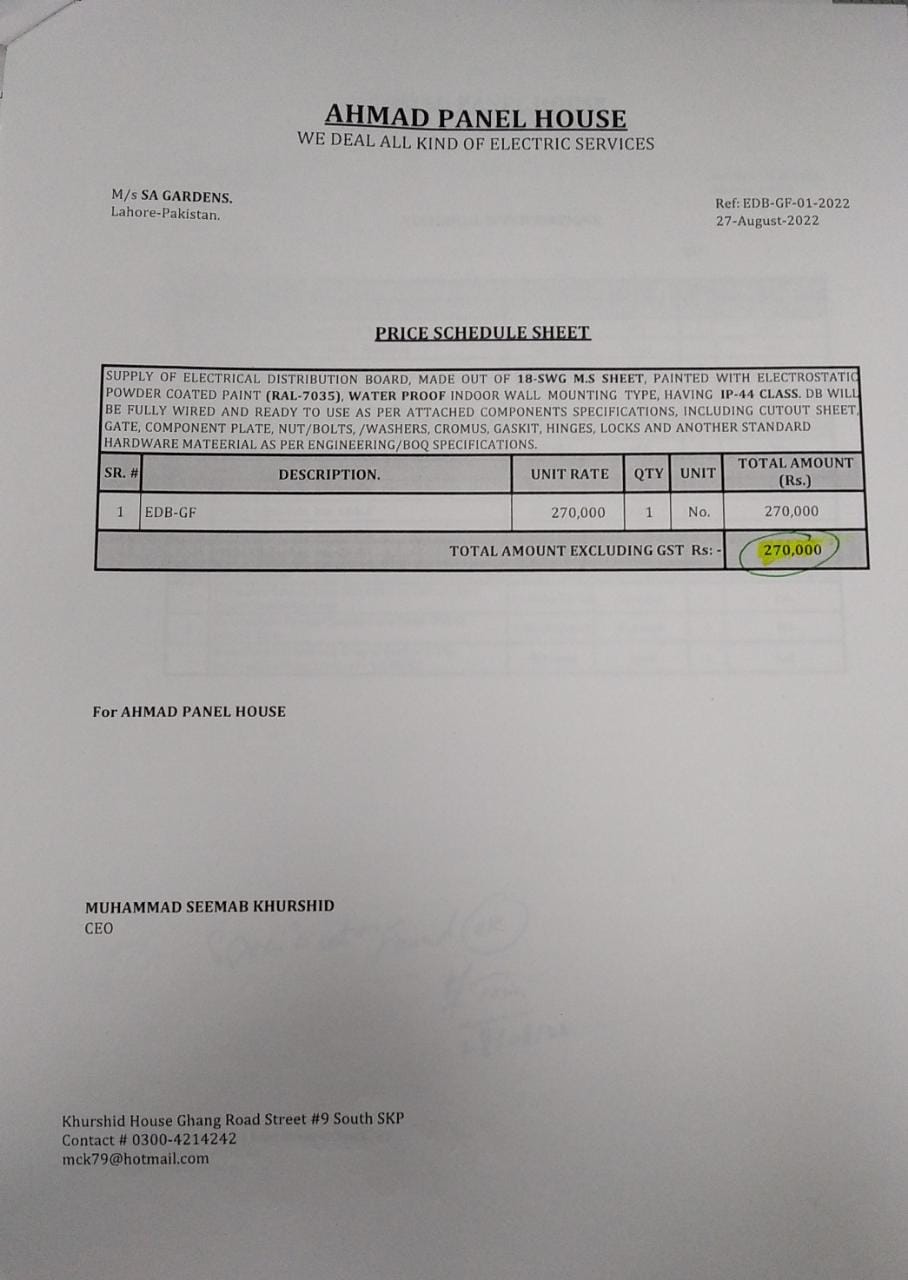 AHMAD PANEL HOUSE
WE DEAL ALL KIND OF ELECTRIC SERVICES
M/s SA GARDENS.
Lahore-Pakistan.
Ref: EDB-GF-01-2022
27-August-2022
PRICE SCHEDULE SHEET
SUPPLY OF ELECTRICAL DISTRIBUTION BOARD, MADE OUT OF 18-SWG M.S SHEET, PAINTED WITH ELECTROSTATIC
POWDER COATED PAINT (RAL-7035), WATER PROOF INDOOR WALL MOUNTING TYPE, HAVING IP-44 CLASS. DB WILL
BE FULLY WIRED AND READY TO USE AS PER ATTACHED COMPONENTS SPECIFICATIONS, INCLUDING CUTOUT SHEET,
GATE, COMPONENT PLATE, NUT/BOLTS, /WASHERS, CROMUS, GASKIT, HINGES, LOCKS AND ANOTHER STANDARD
HARDWARE MATEERIAL AS PER ENGINEERING/BOQ SPECIFICATIONS.
SR. # DESCRIPTION. UNIT RATE QTY UNIT TOTAL AMOUNT (Rs.)
1 EDB-GF 270,000 1 No. 270,000
TOTAL AMOUNT EXCLUDING GST Rs: - 270,000
For AHMAD PANEL HOUSE
MUHAMMAD SEEMAB KHURSHID
CEO
Khurshid House Ghang Road Street #9 South SKP
Contact # 0300-4214242
mck79@hotmail.com